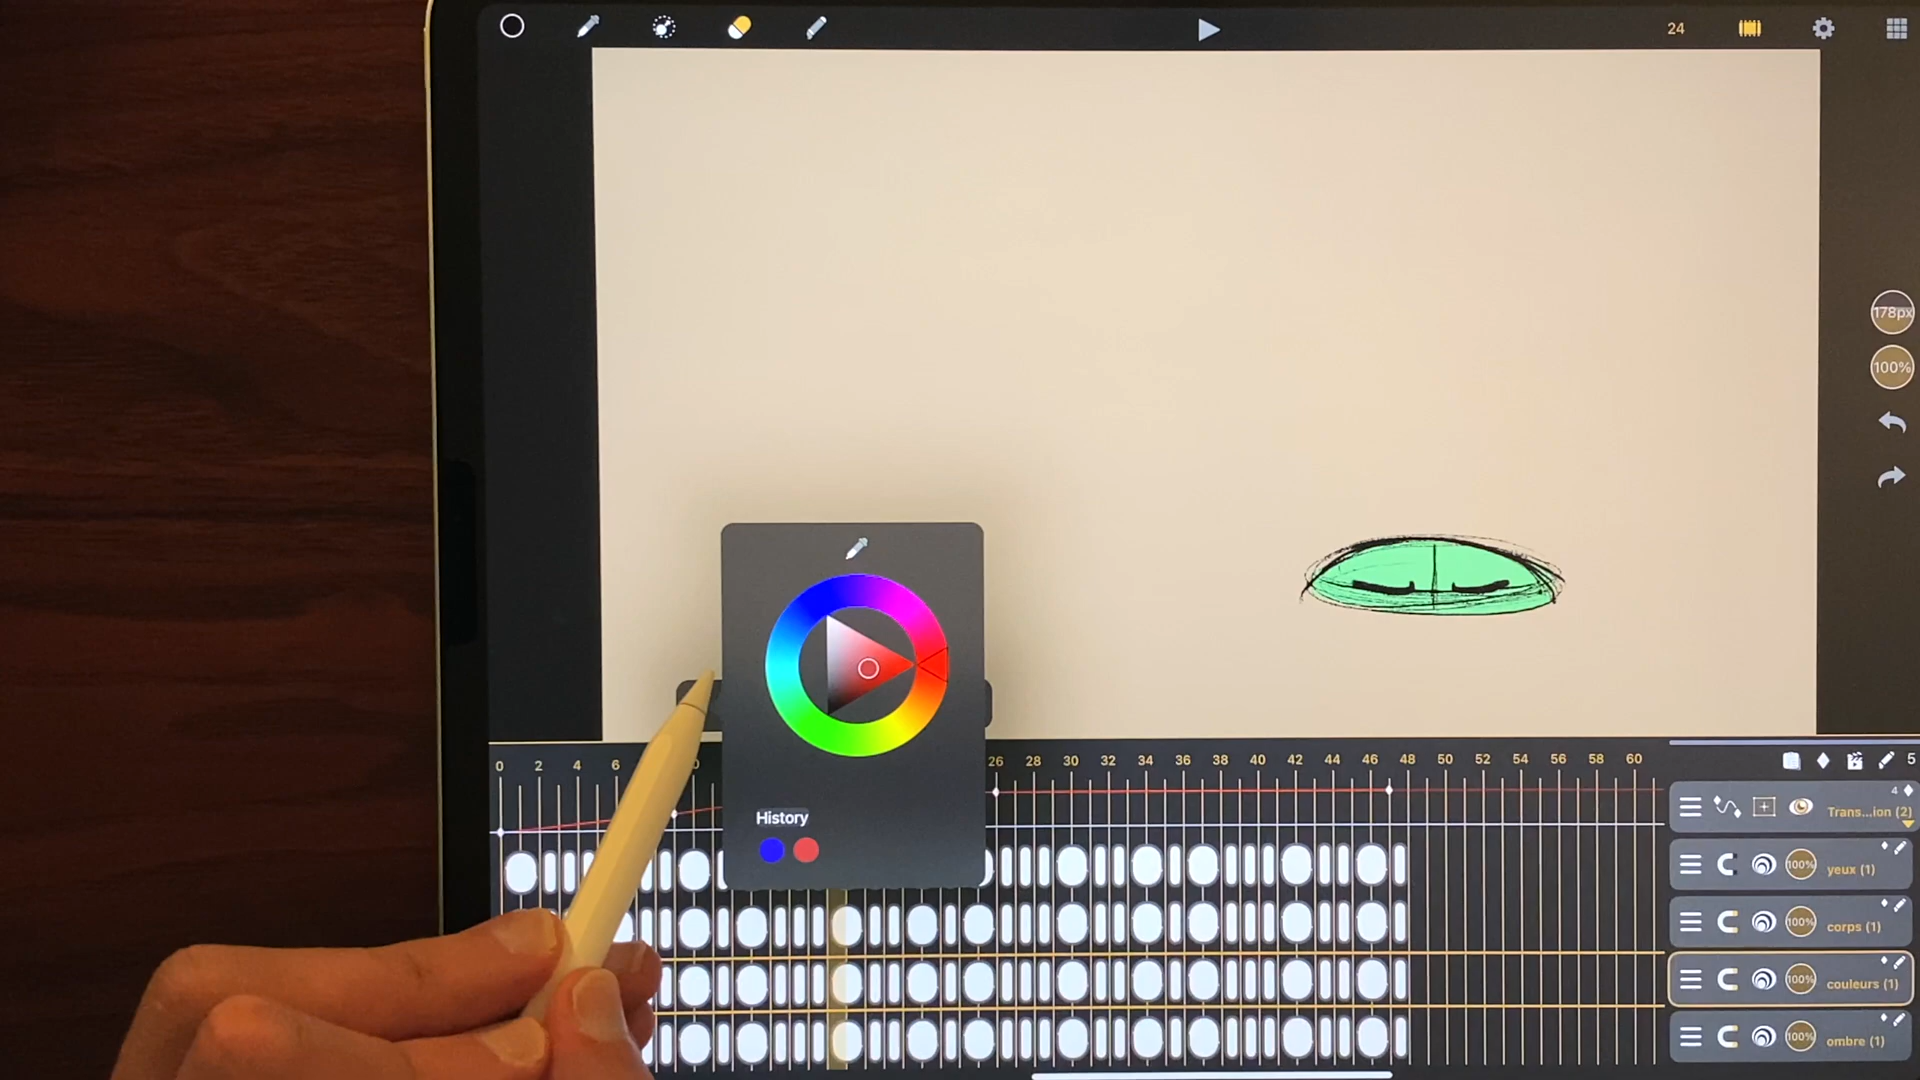 24
178px
100%
0 2 4 6 26 28 30 32 34 36 38 40 42 44 46 48 50 52 54 56 58 60
5
4
Trans...ion (2)
History
100% yeux (1)
100% corps (1)
100% couleurs (1)
100% ombre (1)